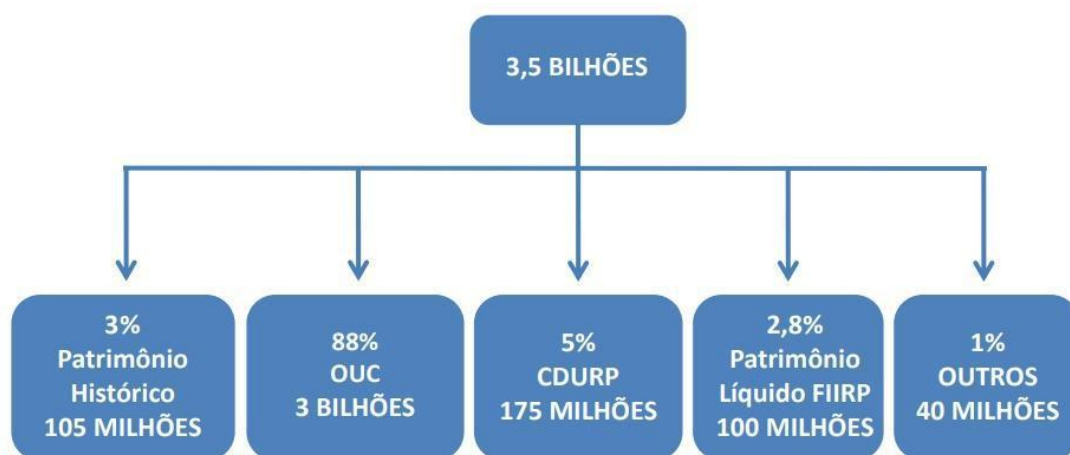 3,5 BILHÕES
3%
Patrimônio
Histórico
105 MILHÕES
88%
OUC
3 BILHÕES
5%
CDURP
175 MILHÕES
2,8%
Patrimônio
Líquido FIIRP
100 MILHÕES
1%
OUTROS
40 MILHÕES